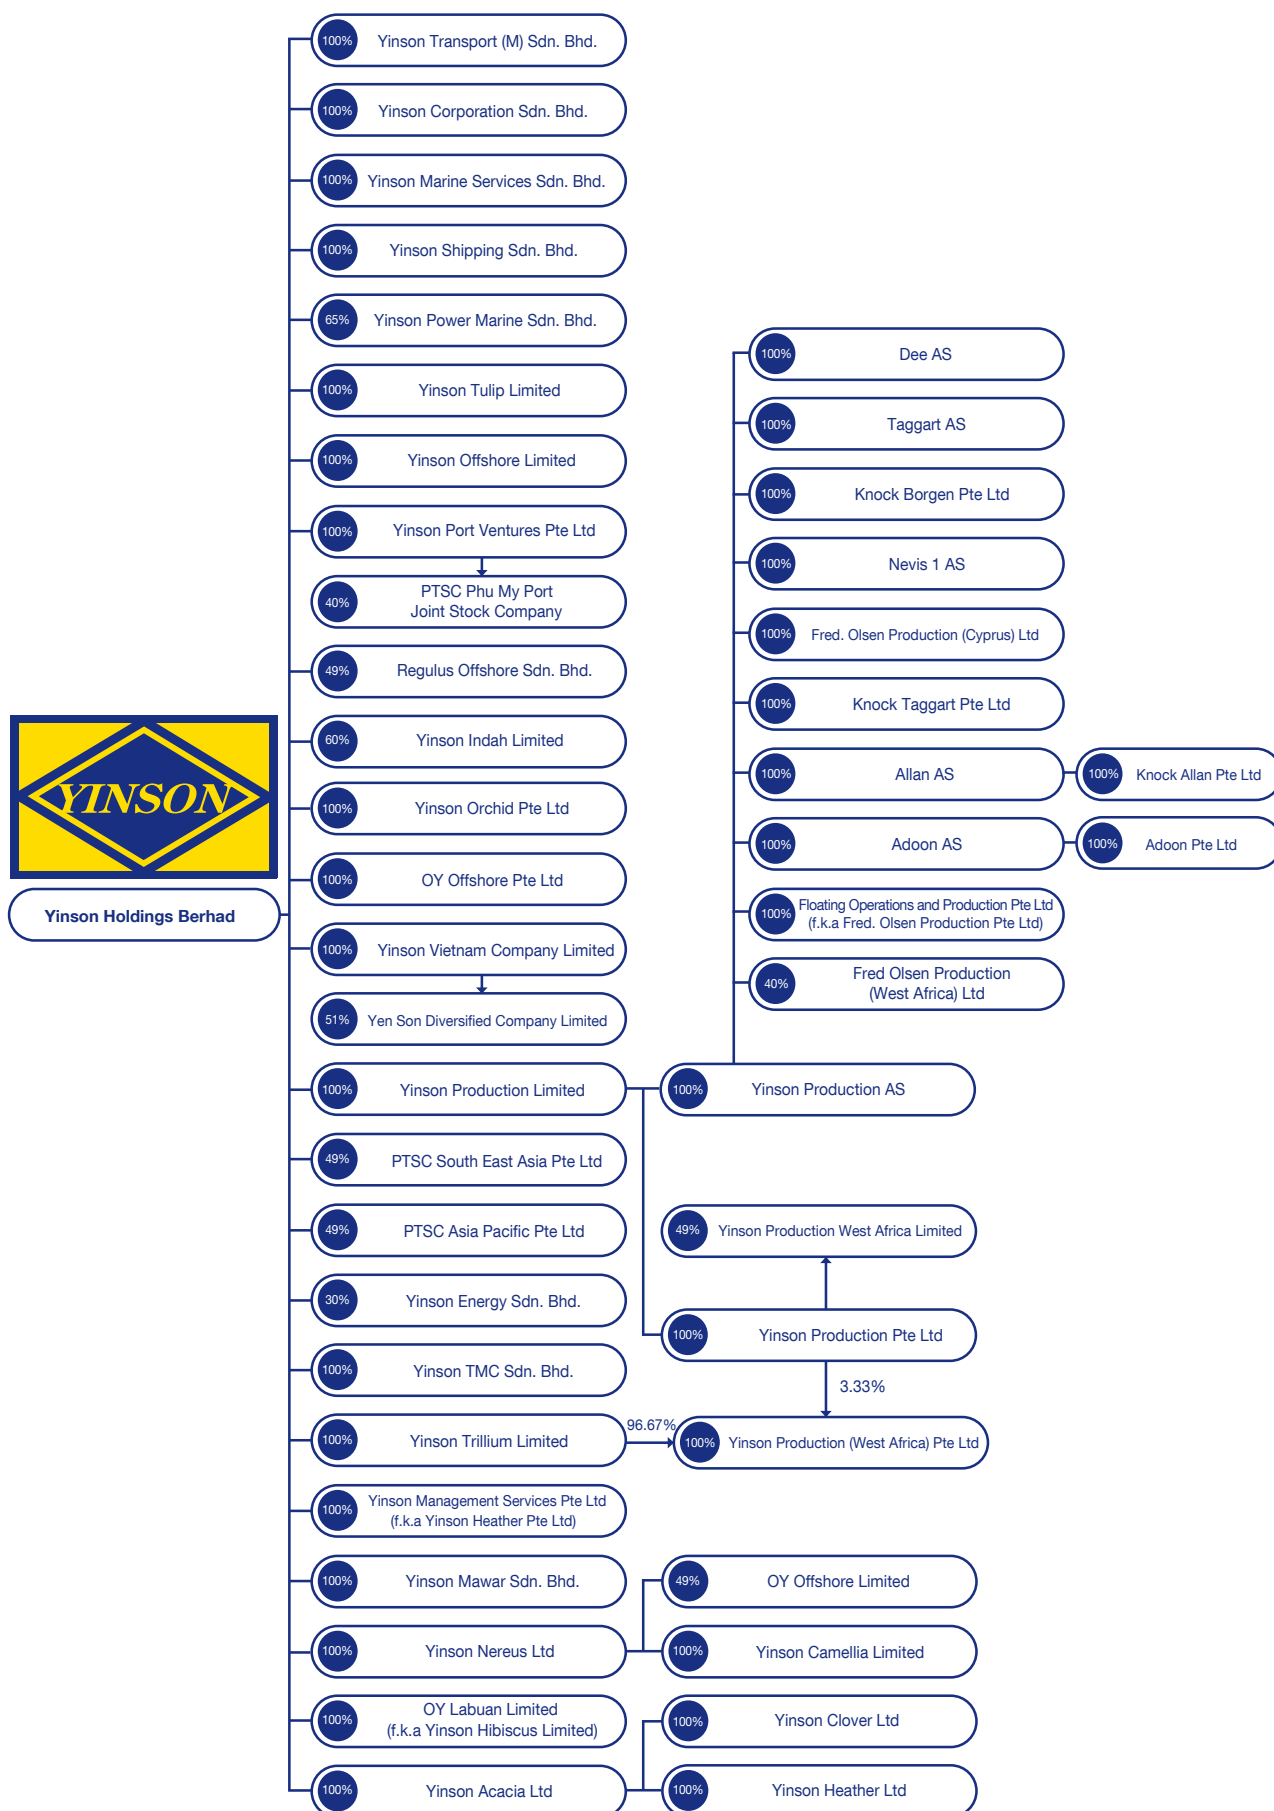 100% Yinson Transport (M) Sdn. Bhd.
100% Yinson Corporation Sdn. Bhd.
100% Yinson Marine Services Sdn. Bhd.
100% Yinson Shipping Sdn. Bhd.
65% Yinson Power Marine Sdn. Bhd.
100% Yinson Tulip Limited
100% Yinson Offshore Limited
100% Yinson Port Ventures Pte Ltd
40% PTSC Phu My Port
Joint Stock Company
49% Regulus Offshore Sdn. Bhd.
60% Yinson Indah Limited
100% Yinson Orchid Pte Ltd
100% OY Offshore Pte Ltd
YINSON
Yinson Holdings Berhad
100% Yinson Vietnam Company Limited
51% Yen Son Diversified Company Limited
100% Yinson Production Limited
49% PTSC South East Asia Pte Ltd
49% PTSC Asia Pacific Pte Ltd
30% Yinson Energy Sdn. Bhd.
100% Yinson TMC Sdn. Bhd.
100% Yinson Trillium Limited
100% Yinson Management Services Pte Ltd
(f.k.a Yinson Heather Pte Ltd)
100% Yinson Mawar Sdn. Bhd.
100% Yinson Nereus Ltd
100% OY Labuan Limited
(f.k.a Yinson Hibiscus Limited)
100% Yinson Acacia Ltd
100% Dee AS
100% Taggart AS
100% Knock Borgen Pte Ltd
100% Nevis 1 AS
100% Fred. Olsen Production (Cyprus) Ltd
100% Knock Taggart Pte Ltd
100% Allan AS
100% Knock Allan Pte Ltd
100% Adoon AS
100% Adoon Pte Ltd
100% Floating Operations and Production Pte Ltd
(f.k.a Fred. Olsen Production Pte Ltd)
40% Fred Olsen Production
(West Africa) Ltd
100% Yinson Production AS
49% Yinson Production West Africa Limited
100% Yinson Production Pte Ltd
3.33%
96.67%
100% Yinson Production (West Africa) Pte Ltd
49% OY Offshore Limited
100% Yinson Camellia Limited
100% Yinson Clover Ltd
100% Yinson Heather Ltd